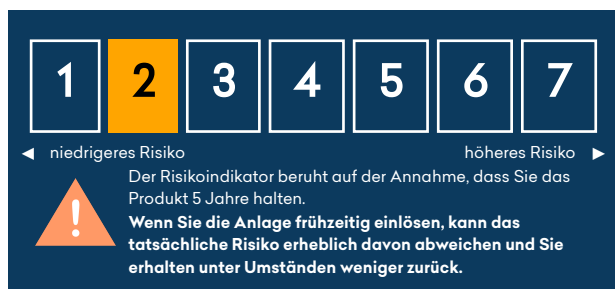 1 2 3 4 5 6 7
◄ niedrigeres Risiko höheres Risiko ►
Der Risikoindikator beruht auf der Annahme, dass Sie das
Produkt 5 Jahre halten.
Wenn Sie die Anlage frühzeitig einlösen, kann das
tatsächliche Risiko erheblich davon abweichen und Sie
erhalten unter Umständen weniger zurück.
!